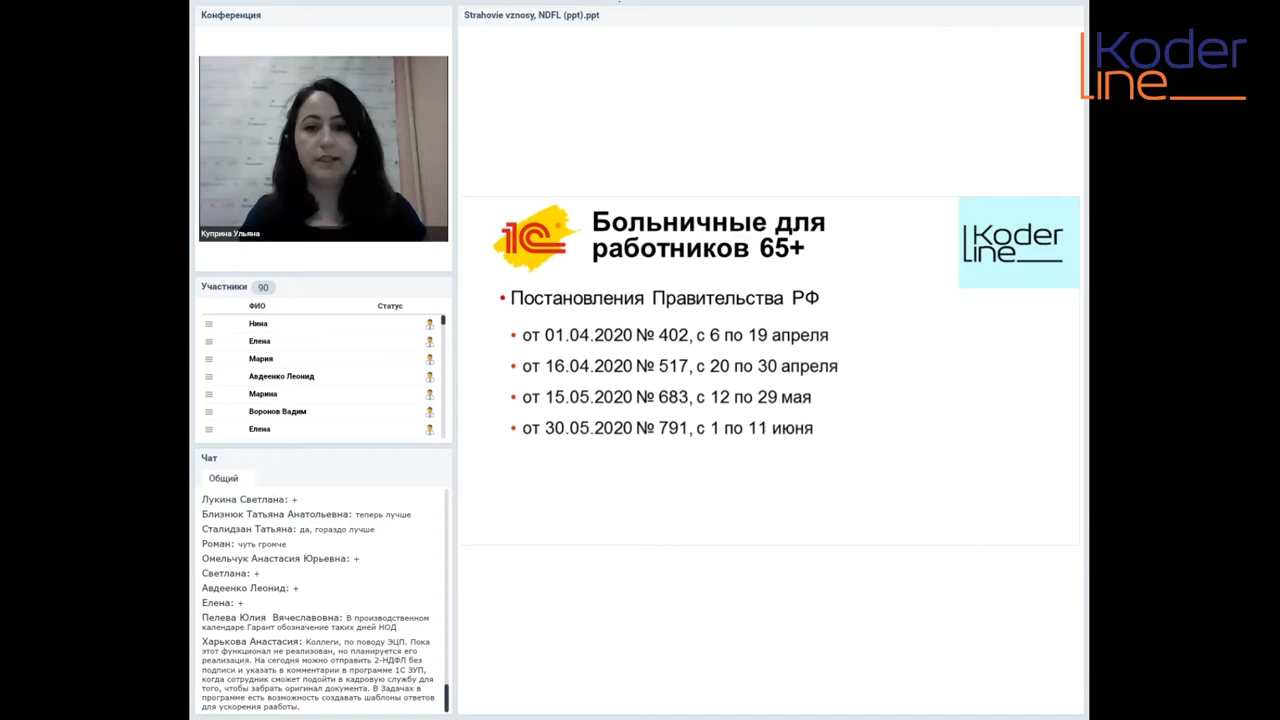 Конференция
Куприна Ульяна
Участники 90
ФИО Статус
Нина
Елена
Мария
Авдеенко Леонид
Марина
Воронов Вадим
Елена
Чат
Общий
Лукина Светлана: +
Близнюк Татьяна Анатольевна: теперь лучше
Сталидзан Татьяна: да, гораздо лучше
Роман: чуть громче
Омельчук Анастасия Юрьевна: +
Светлана: +
Авдеенко Леонид: +
Елена: +
Пелева Юлия Вячеславовна: В производственном
календаре Гарант обозначение таких дней НОД
Харькова Анастасия: Коллеги, по поводу ЭЦП. Пока
этот функционал не реализован, но планируется его
реализация. На сегодня можно отправить 2-НДФЛ без
подписи и указать в комментарии в программе 1С ЗУП,
когда сотрудник сможет подойти в кадровую службу для
того, чтобы забрать оригинал документа. В Задачах в
программе есть возможность создавать шаблоны ответов
для ускорения рааботы.
Strahovie vznosy, NDFL (ppt).ppt
1С
Больничные для
работников 65+
Koder
line
• Постановления Правительства РФ
• от 01.04.2020 № 402, с 6 по 19 апреля
• от 16.04.2020 № 517, с 20 по 30 апреля
• от 15.05.2020 № 683, с 12 по 29 мая
• от 30.05.2020 № 791, с 1 по 11 июня
Koder
line